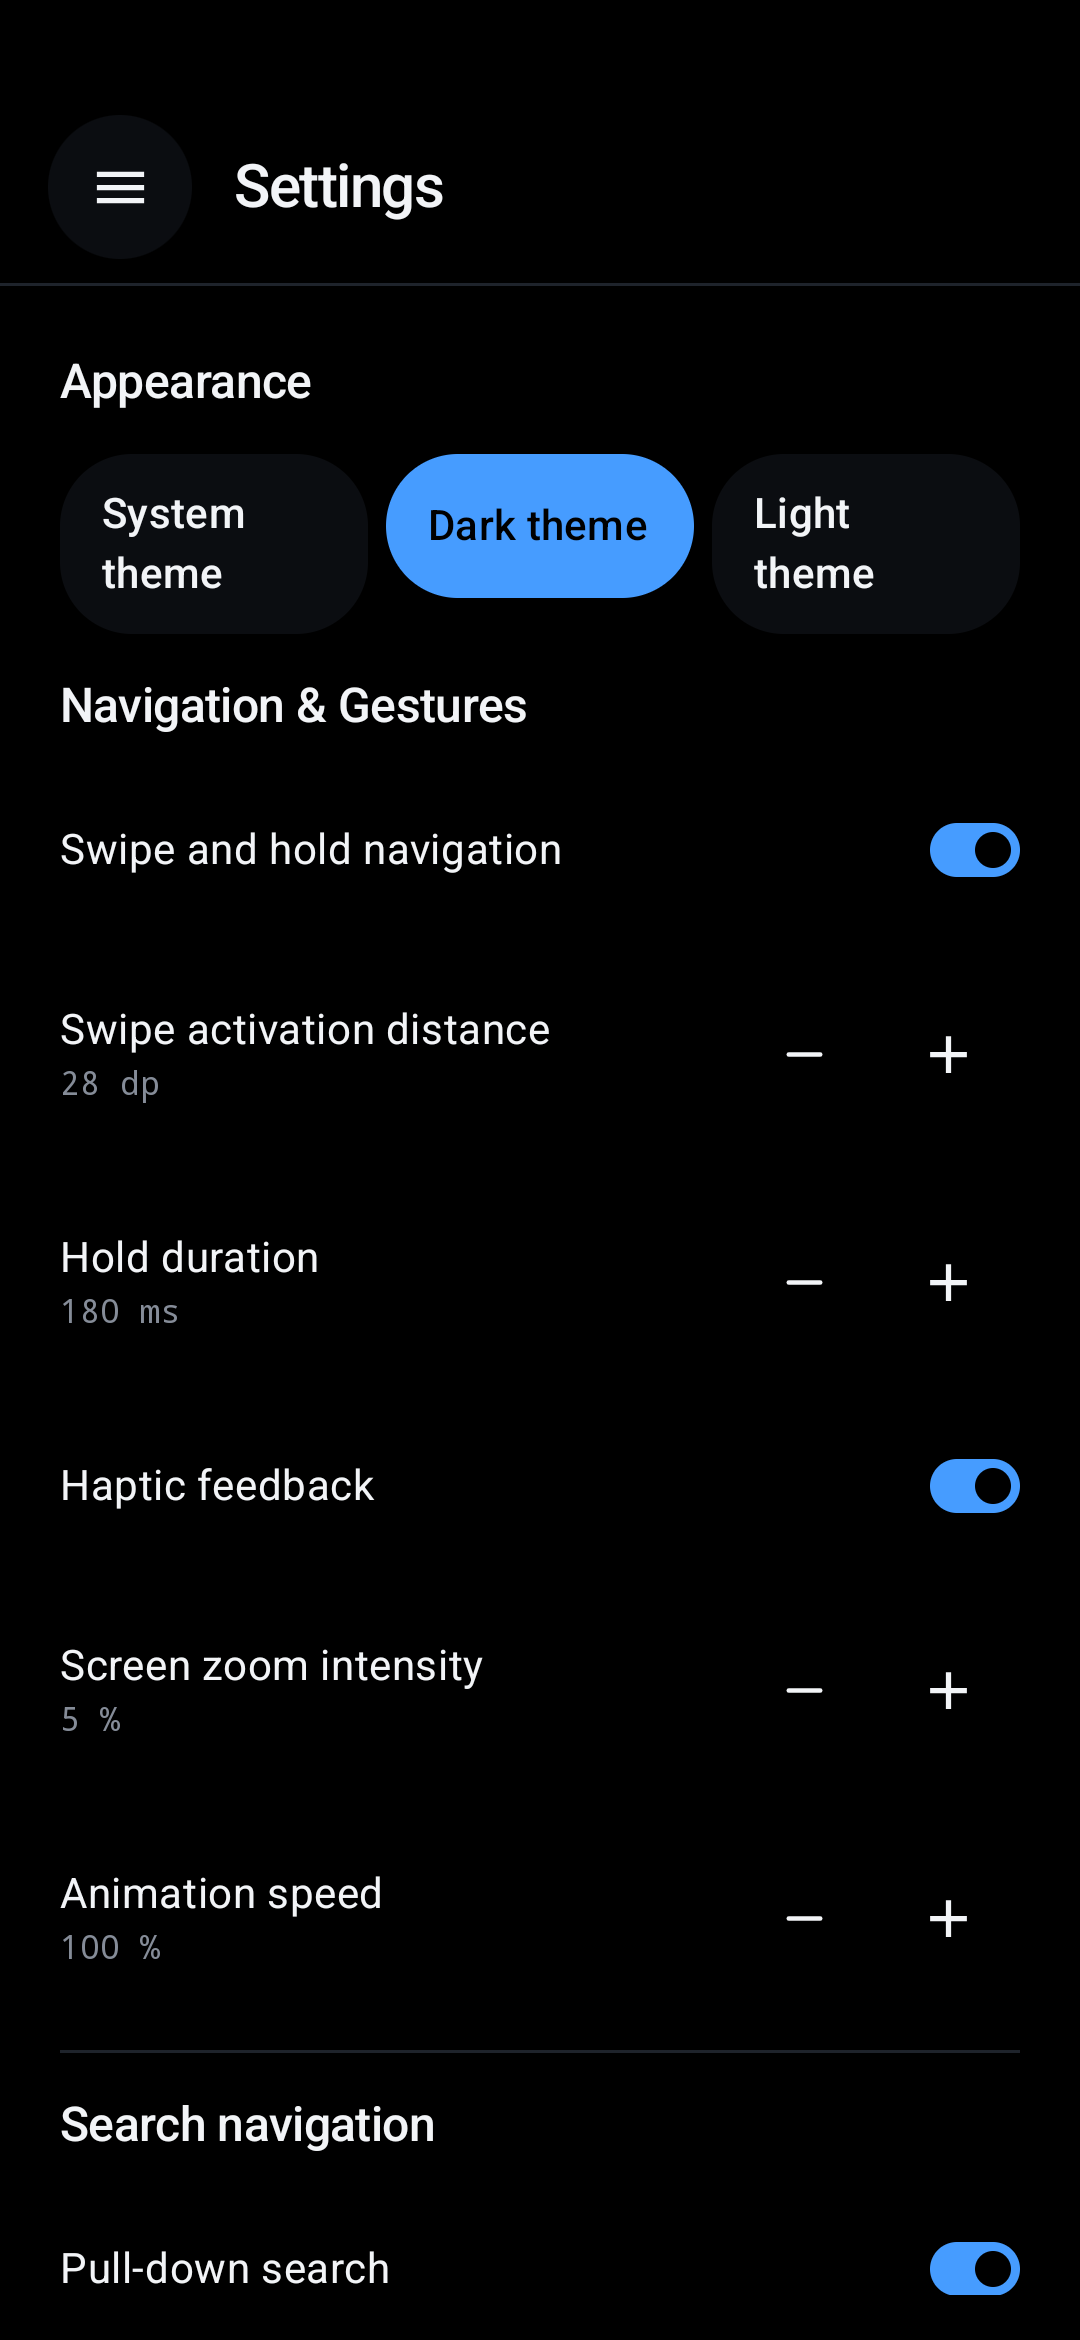 Settings
Appearance
System
theme
Dark theme
Light
theme
Navigation & Gestures
Swipe and hold navigation
Swipe activation distance
28 dp
Hold duration
180 ms
Haptic feedback
Screen zoom intensity
5 %
Animation speed
100 %
Search navigation
Pull-down search